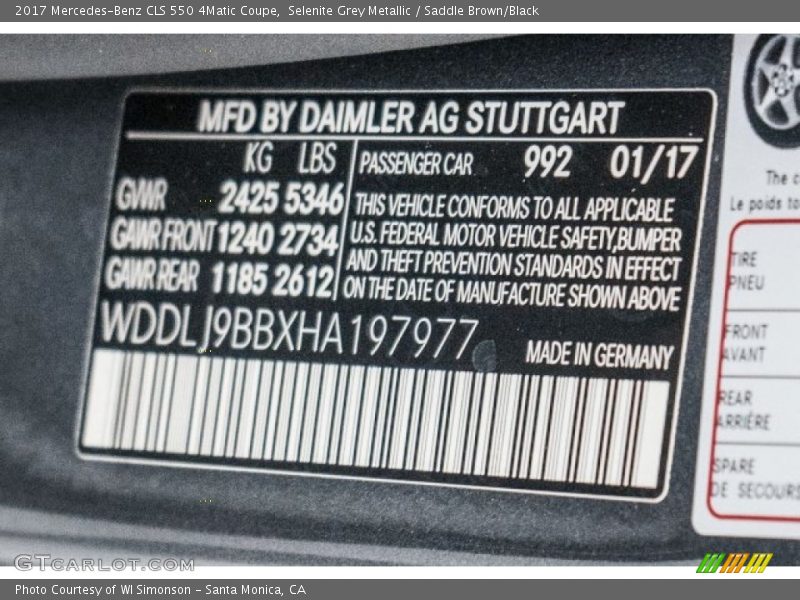 2017 Mercedes-Benz CLS 550 4Matic Coupe, Selenite Grey Metallic / Saddle Brown/Black
MFD BY DAIMLER AG STUTTGART
KG LBS
GVWR 2425 5346
GAWR FRONT 1240 2734
GAWR REAR 1185 2612
PASSENGER CAR 992 01/17
THIS VEHICLE CONFORMS TO ALL APPLICABLE
U.S. FEDERAL MOTOR VEHICLE SAFETY,BUMPER
AND THEFT PREVENTION STANDARDS IN EFFECT
ON THE DATE OF MANUFACTURE SHOWN ABOVE
WDDLJ9BBXHA197977
MADE IN GERMANY
The c
Le poids to
TIRE
PNEU
FRONT
AVANT
REAR
ARRIÈRE
SPARE
DE SECOURS
GTcarlot.com
Photo Courtesy of WI Simonson - Santa Monica, CA